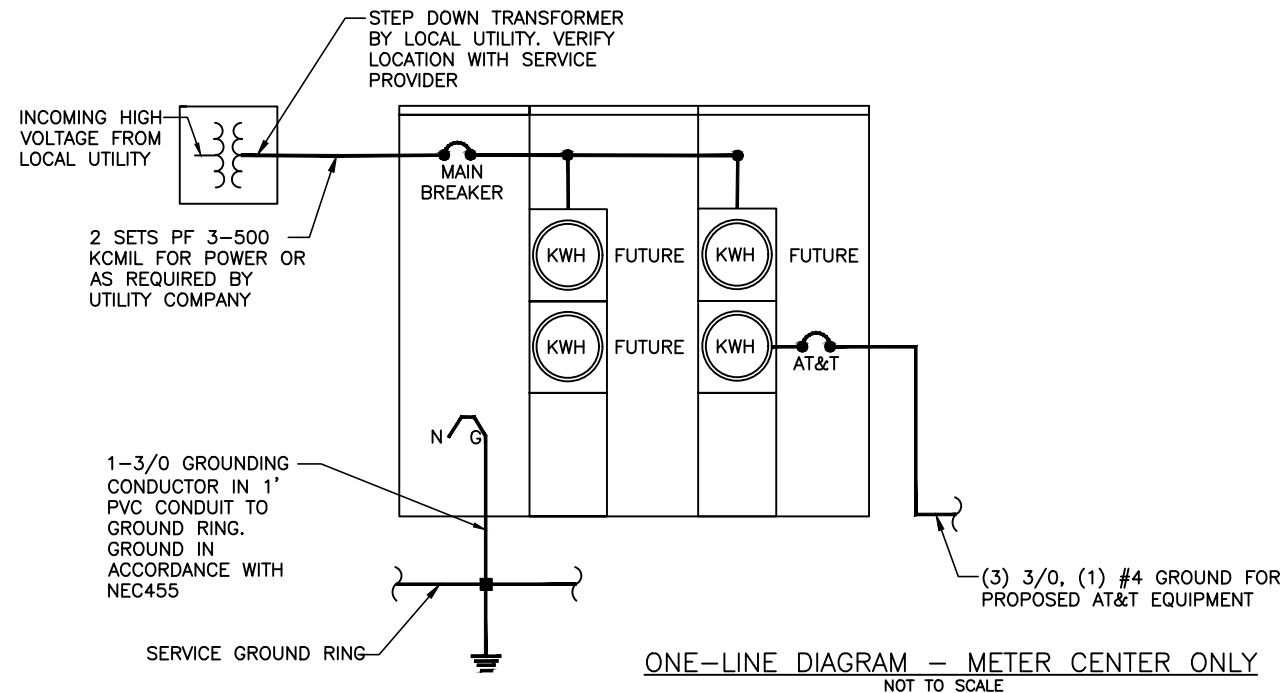 STEP DOWN TRANSFORMER
BY LOCAL UTILITY. VERIFY
LOCATION WITH SERVICE
PROVIDER
INCOMING HIGH
VOLTAGE FROM
LOCAL UTILITY
MAIN
BREAKER
2 SETS PF 3-500
KCMIL FOR POWER OR
AS REQUIRED BY
UTILITY COMPANY
KWH
FUTURE
KWH
FUTURE
KWH
FUTURE
KWH
AT&T
N
G
1-3/0 GROUNDING
CONDUCTOR IN 1'
PVC CONDUIT TO
GROUND RING.
GROUND IN
ACCORDANCE WITH
NEC455
SERVICE GROUND RING
(3) 3/0, (1) #4 GROUND FOR
PROPOSED AT&T EQUIPMENT
ONE-LINE DIAGRAM - METER CENTER ONLY
NOT TO SCALE